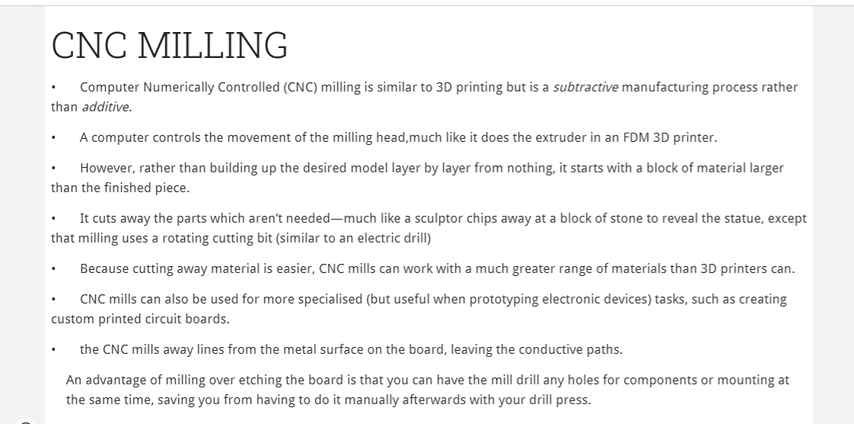 CNC MILLING
• Computer Numerically Controlled (CNC) milling is similar to 3D printing but is a subtractive manufacturing process rather
than additive.
• A computer controls the movement of the milling head,much like it does the extruder in an FDM 3D printer.
• However, rather than building up the desired model layer by layer from nothing, it starts with a block of material larger
than the finished piece.
• It cuts away the parts which aren’t needed—much like a sculptor chips away at a block of stone to reveal the statue, except
that milling uses a rotating cutting bit (similar to an electric drill)
• Because cutting away material is easier, CNC mills can work with a much greater range of materials than 3D printers can.
• CNC mills can also be used for more specialised (but useful when prototyping electronic devices) tasks, such as creating
custom printed circuit boards.
• the CNC mills away lines from the metal surface on the board, leaving the conductive paths.
An advantage of milling over etching the board is that you can have the mill drill any holes for components or mounting at
the same time, saving you from having to do it manually afterwards with your drill press.